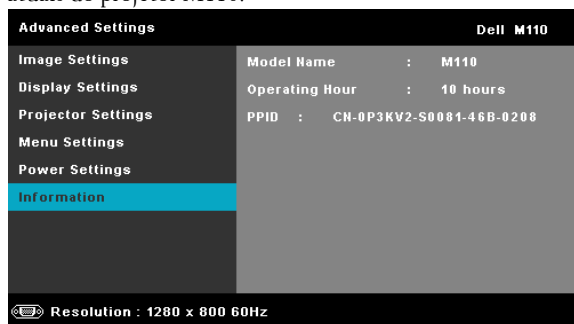 Advanced Settings Dell M110
Image Settings
Model Name : M110
Display Settings
Operating Hour : 10 hours
Projector Settings
PPID : CN-0P3KV2-S0081-46B-0208
Menu Settings
Power Settings
Information
Resolution : 1280 x 800 60Hz